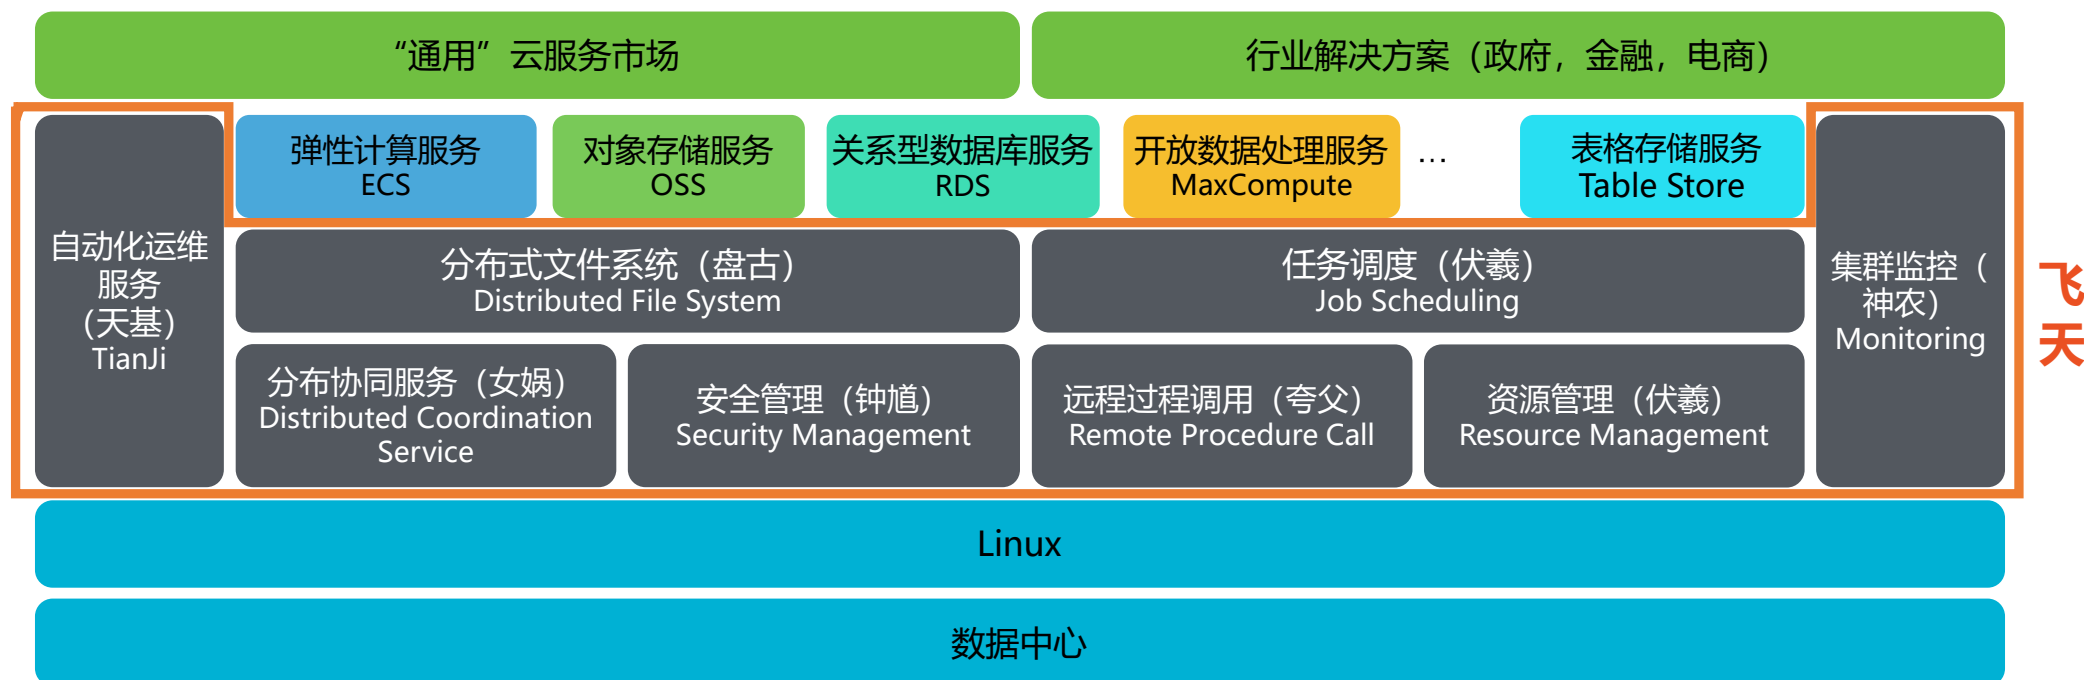 “通用”云服务市场
行业解决方案（政府，金融，电商）
弹性计算服务
ECS
对象存储服务
OSS
关系型数据库服务
RDS
开放数据处理服务
MaxCompute
…
表格存储服务
Table Store
自动化运维
服务
（天基）
TianJi
分布式文件系统（盘古）
Distributed File System
任务调度（伏羲）
Job Scheduling
集群监控（
神农）
Monitoring
飞
天
分布协同服务（女娲）
Distributed Coordination
Service
安全管理（钟馗）
Security Management
远程过程调用（夸父）
Remote Procedure Call
资源管理（伏羲）
Resource Management
Linux
数据中心